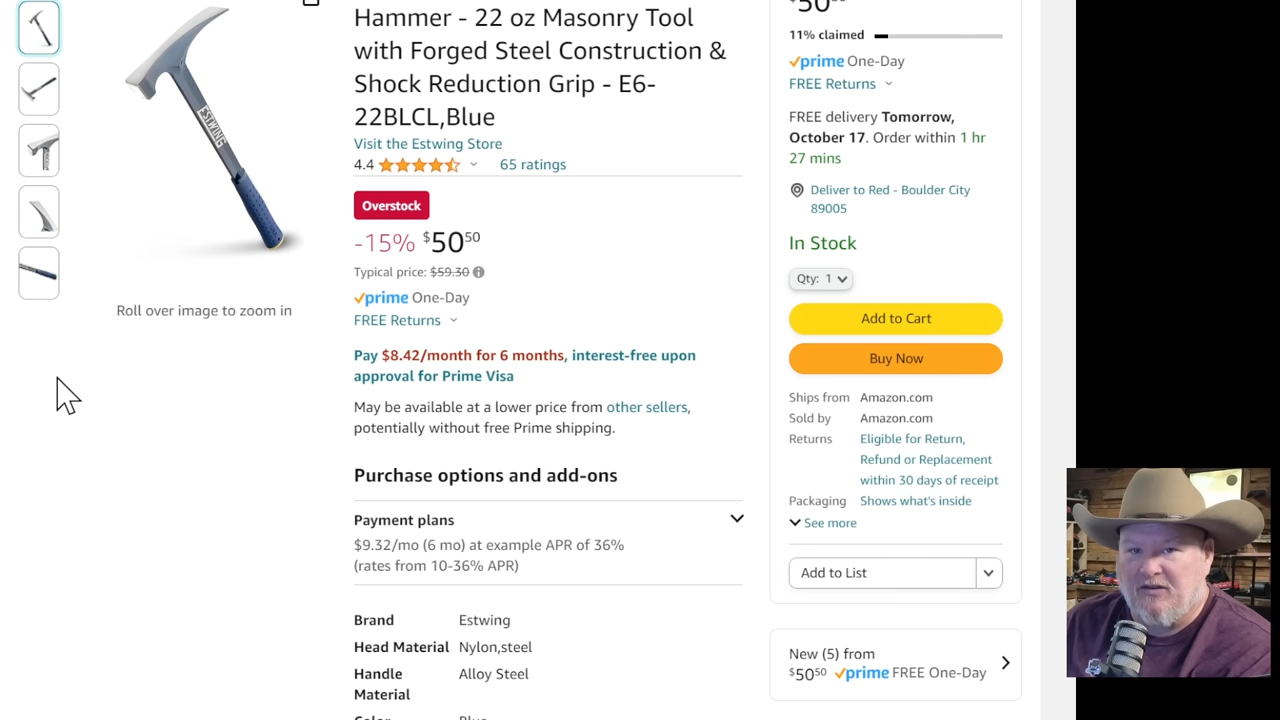 ESTWING
Roll over image to zoom in
Hammer - 22 oz Masonry Tool
with Forged Steel Construction &
Shock Reduction Grip - E6-
22BLCL,Blue
Visit the Estwing Store
4.4 65 ratings
Overstock
-15% $50 50
Typical price: $59.30
prime One-Day
FREE Returns
Pay $8.42/month for 6 months, interest-free upon
approval for Prime Visa
May be available at a lower price from other sellers,
potentially without free Prime shipping.
Purchase options and add-ons
Payment plans
$9.32/mo (6 mo) at example APR of 36%
(rates from 10-36% APR)
Brand Estwing
Head Material Nylon,steel
Handle Alloy Steel
Material
11% claimed
prime One-Day
FREE Returns
FREE delivery Tomorrow,
October 17. Order within 1 hr
27 mins
Deliver to Red - Boulder City
89005
In Stock
Qty: 1
Add to Cart
Buy Now
Ships from Amazon.com
Sold by Amazon.com
Returns Eligible for Return,
Refund or Replacement
within 30 days of receipt
Packaging Shows what's inside
See more
Add to List
New (5) from
$50 50 prime FREE One-Day